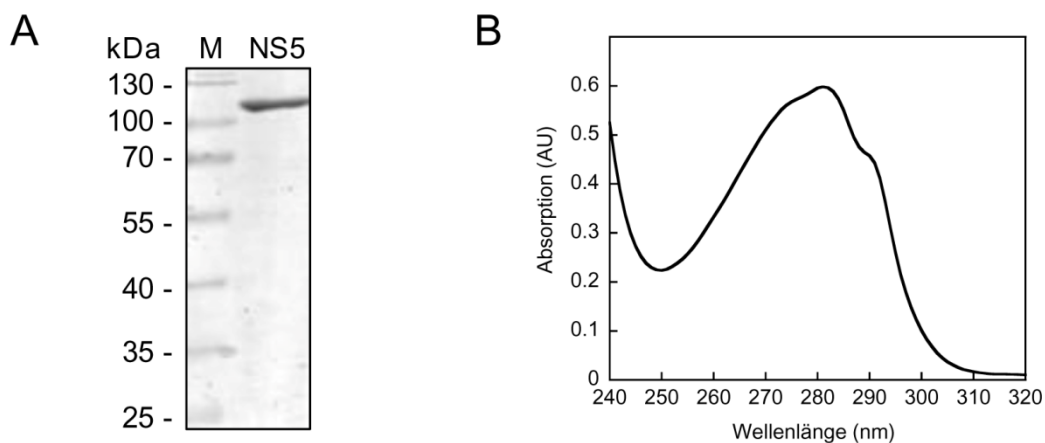 A
kDa M NS5
130 -
100 -
70 -
55 -
40 -
35 -
25 -
B
Absorption (AU)
0.6
0.5
0.4
0.3
0.2
0.1
0
240 250 260 270 280 290 300 310 320
Wellenlänge (nm)